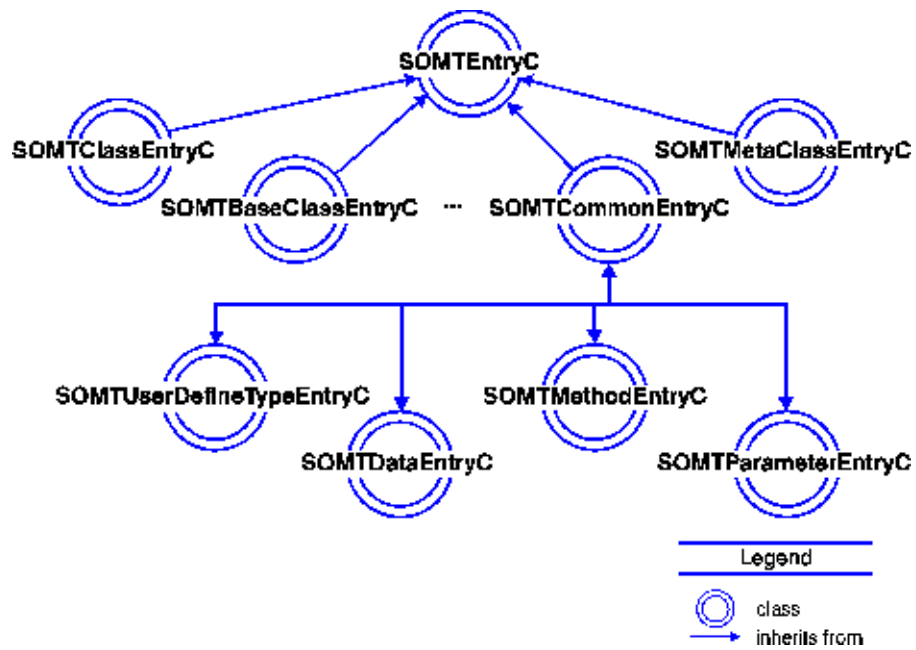 SOMTEntryC
SOMTClassEntryC
SOMTMetaClassEntryC
SOMTBaseClassEntryC ... SOMTCommonEntryC
SOMTUserDefineTypeEntryC
SOMTMethodEntryC
SOMTDataEntryC
SOMTParameterEntryC
Legend
class
inherits from